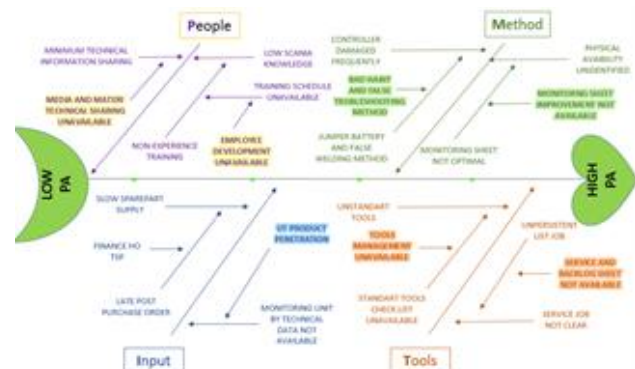 People
Method
MINIMUM TECHNICAL
INFORMATION SHARING
LOW SCANIA
KNOWLEDGE
TRAINING SCHEDULE
UNAVAILABLE
MEDIA AND MATERI
TECHNICAL SHARING
UNAVAILABLE
NON-EXPERIENCE
TRAINING
EMPLOYEE
DEVELOPMENT
UNAVAILABLE
CONTROLLER
DAMAGED
FREQUENTLY
PHYSICAL
AVAIBILITY
UNIDENTIFIED
BAD HABIT
AND FALSE
TROUBLESHOOTING
METHOD
MONITORING SHEET
IMPROVEMENT NOT
AVAILABLE
JUMPER BATTERY
AND FALSE
WELDING METHOD
MONITORING SHEET
NOT OPTIMAL
LOW
PA
HIGH
PA
SLOW SPAREPART
SUPPLY
UT PRODUCT
PENETRATION
FINANCE HO
LATE POST
PURCHASE ORDER
MONITORING UNIT
BY TECHNICAL
DATA NOT
AVAILABLE
UNSTANDART
TOOLS
UNPERSISTENT
LIST JOB
TOOLS
MANAGEMENT
UNAVAILABLE
SERVICE AND
BACKLOG SHEET
NOT AVAILABLE
STANDART TOOLS
CHECK LIST
UNAVAILABLE
SERVICE JOB
NOT CLEAR
Input
Tools